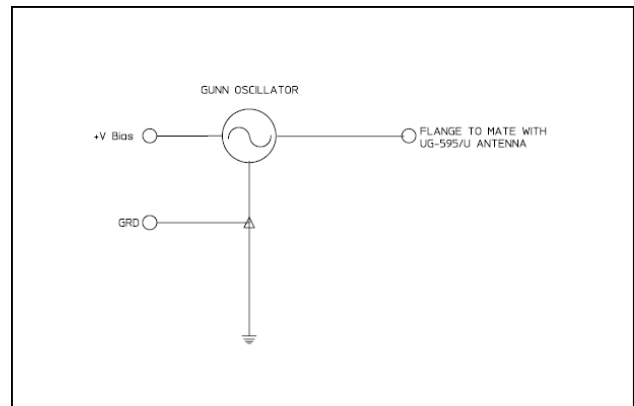 GUNN OSCILLATOR
+V Bias
FLANGE TO MATE WITH
UG-595/U ANTENNA
GRD